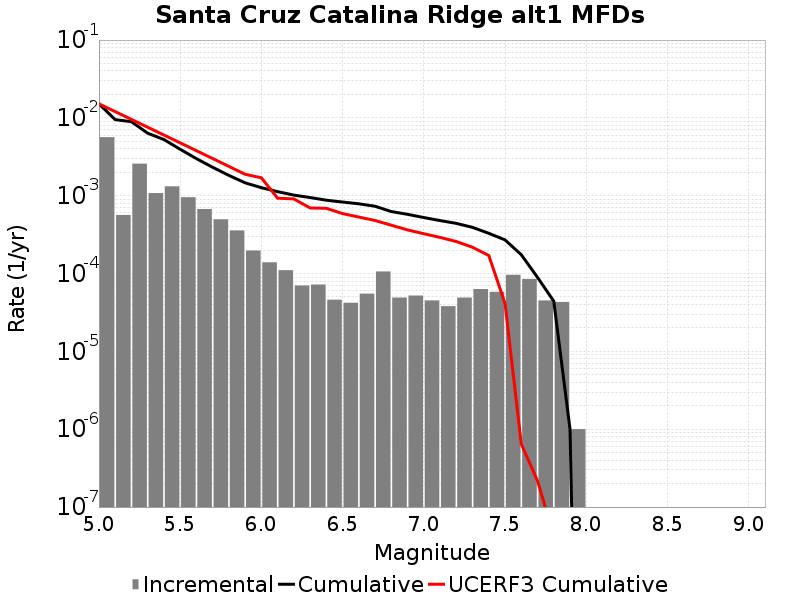 Santa Cruz Catalina Ridge alt1 MFDs
10-1
10-2
10-3
10-4
10-5
10-6
10-7
Rate (1/yr)
5.0 5.5 6.0 6.5 7.0 7.5 8.0 8.5 9.0
Magnitude
Incremental Cumulative UCERF3 Cumulative